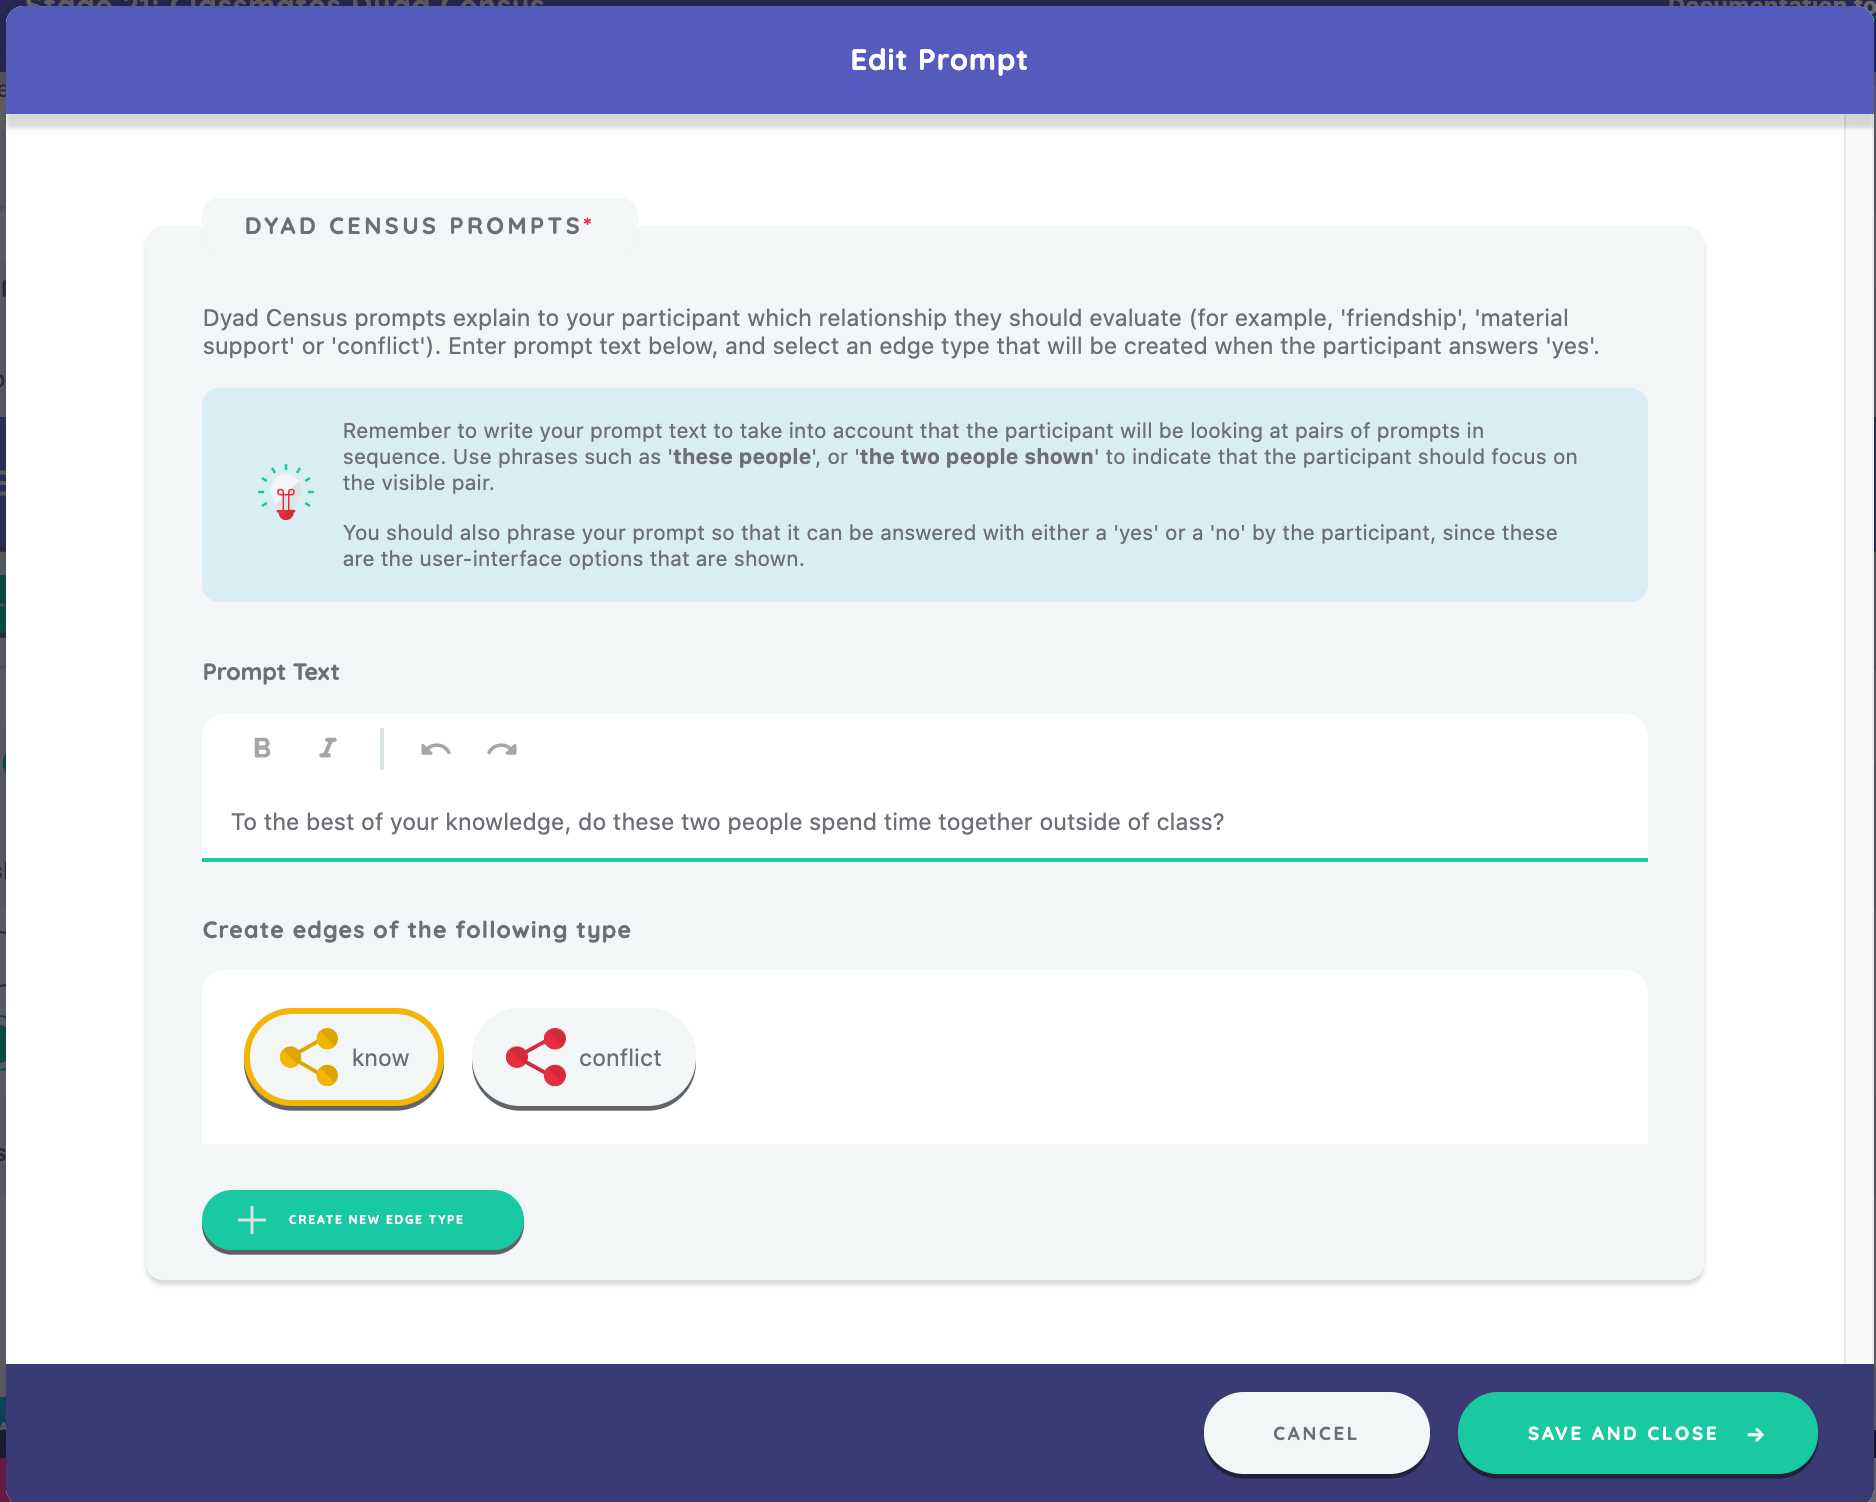 Edit Prompt
DYAD CENSUS PROMPTS*
Dyad Census prompts explain to your participant which relationship they should evaluate (for example, 'friendship', 'material
support' or 'conflict'). Enter prompt text below, and select an edge type that will be created when the participant answers 'yes'.
Remember to write your prompt text to take into account that the participant will be looking at pairs of prompts in
sequence. Use phrases such as 'these people', or 'the two people shown' to indicate that the participant should focus on
the visible pair.
You should also phrase your prompt so that it can be answered with either a 'yes' or a 'no' by the participant, since these
are the user-interface options that are shown.
Prompt Text
B I
To the best of your knowledge, do these two people spend time together outside of class?
Create edges of the following type
know conflict
CREATE NEW EDGE TYPE
CANCEL SAVE AND CLOSE →